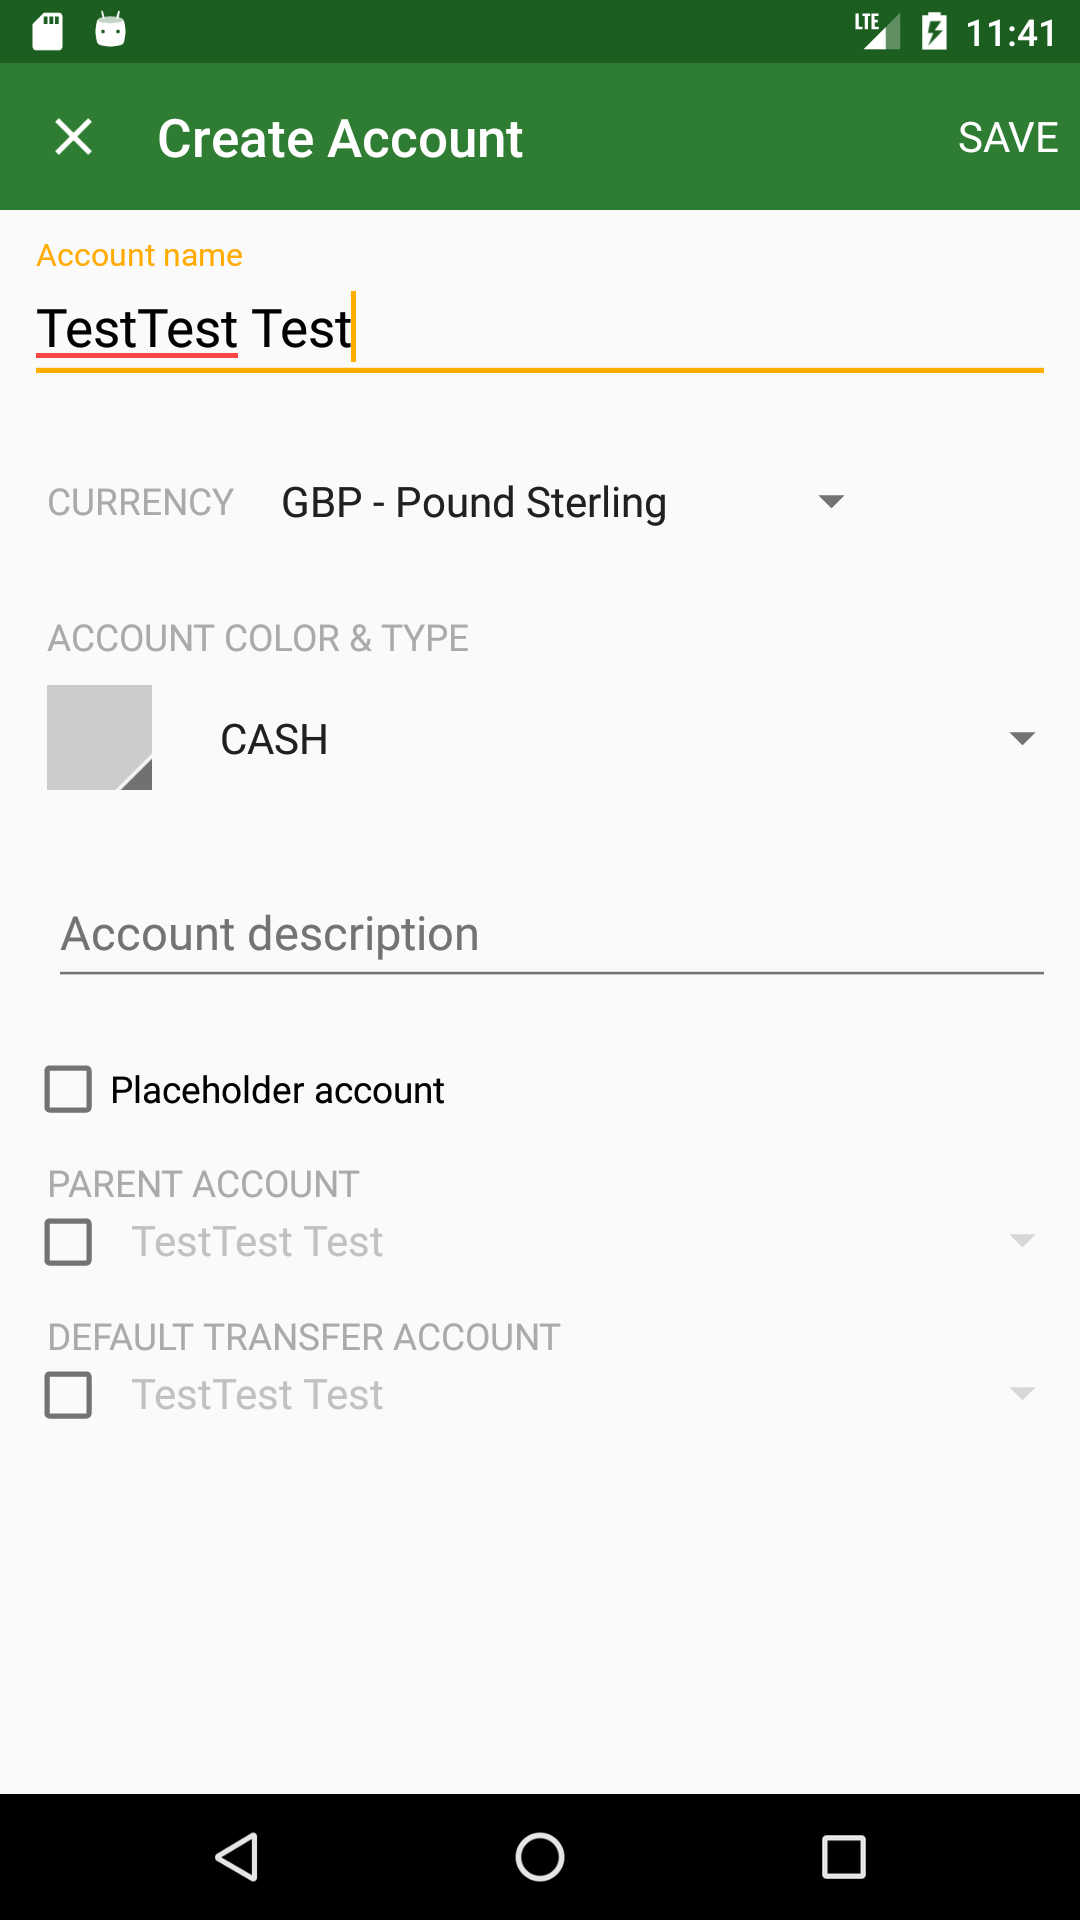 LTE 11:41
Create Account SAVE
Account name
TestTest Test
CURRENCY GBP - Pound Sterling
ACCOUNT COLOR & TYPE
CASH
Account description
Placeholder account
PARENT ACCOUNT
TestTest Test
DEFAULT TRANSFER ACCOUNT
TestTest Test